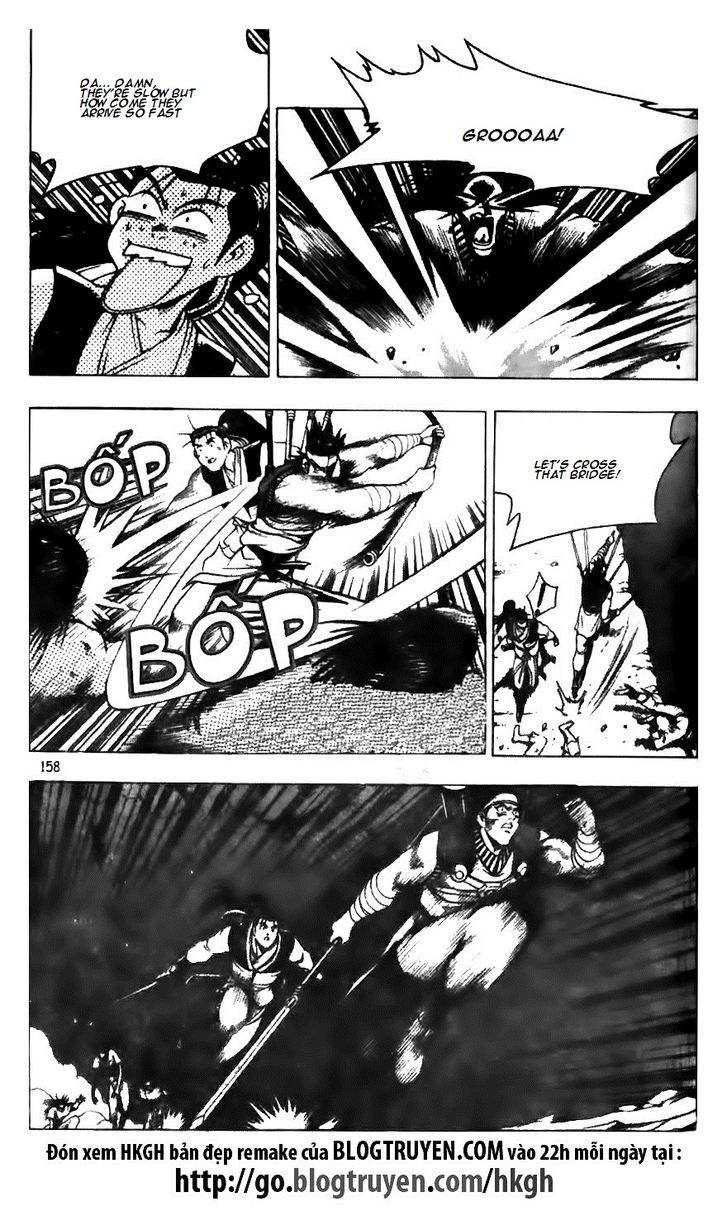 DA... DAMN,
THEY'RE SLOW BUT
HOW COME THEY
ARRIVE SO FAST
GROOOAA!
BỐP
BỐP
LET'S CROSS
THAT BRIDGE!
158
Đón xem HKGH bản đẹp remake của BLOGTRUYEN.COM vào 22h mỗi ngày tại :
http://go.blogtruyen.com/hkgh